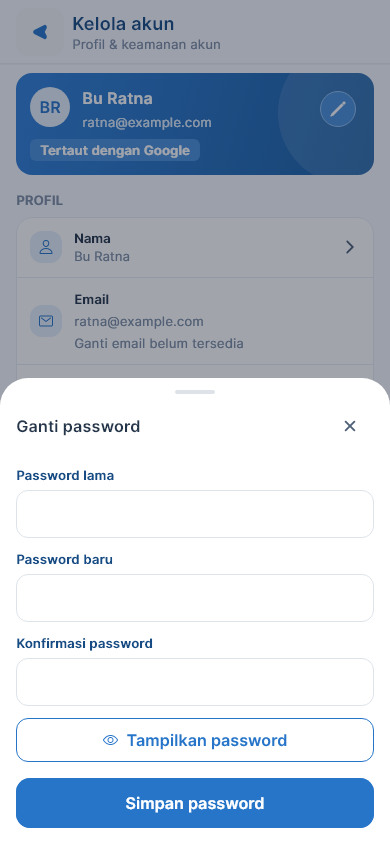 Kelola akun
Profil & keamanan akun
BR
Bu Ratna
ratna@example.com
Tertaut dengan Google
PROFIL
Nama
Bu Ratna
Email
ratna@example.com
Ganti email belum tersedia
Ganti password
Password lama
Password baru
Konfirmasi password
Tampilkan password
Simpan password